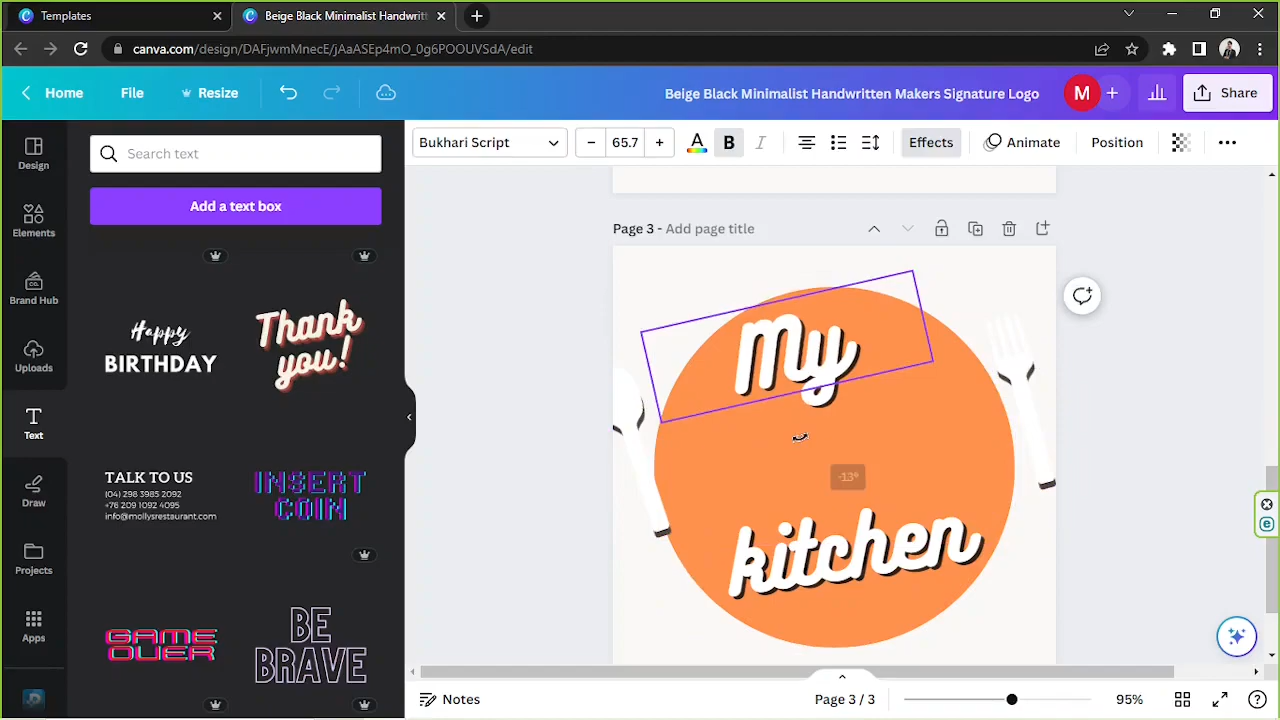 Templates
Beige Black Minimalist Handwritt
canva.com/design/DAFjwmMnecE/jAaASEp4mO_0g6POOUVSdA/edit
Home
File
Resize
Beige Black Minimalist Handwritten Makers Signature Logo
M
Share
Design
Elements
Brand Hub
Uploads
Text
Draw
Projects
Apps
Search text
Add a text box
Happy
BIRTHDAY
Thank
you!
TALK TO US
(04) 298 3985 2092
+76 209 1092 4095
info@mollysrestaurant.com
INSERT
COIN
GAME
OVER
BE
BRAVE
Bukhari Script
65.7
A
B
I
Effects
Animate
Position
Page 3 - Add page title
My
-13°
kitchen
Notes
Page 3 / 3
95%